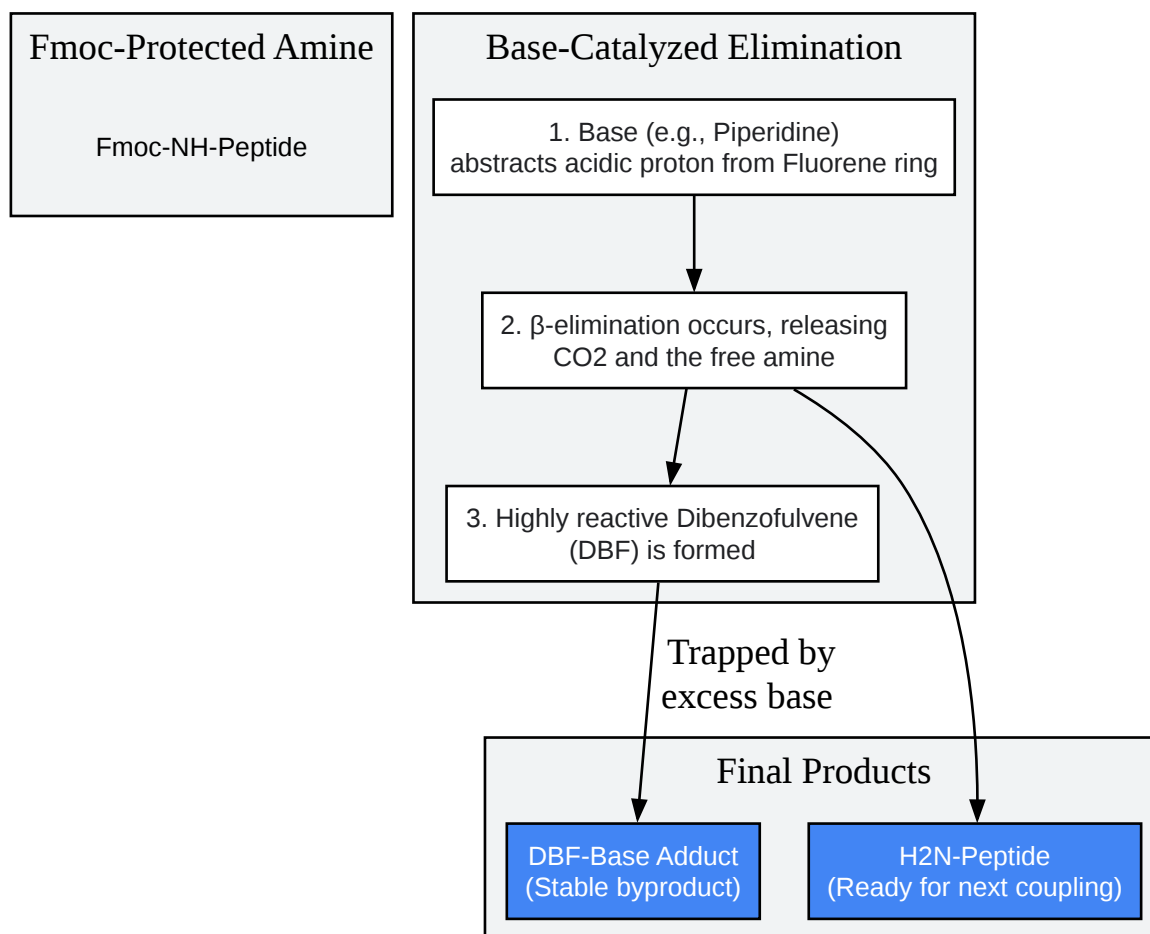 Fmoc-Protected Amine
Fmoc-NH-Peptide
Base-Catalyzed Elimination
1. Base (e.g., Piperidine)
abstracts acidic proton from Fluorene ring
2. β-elimination occurs, releasing
CO2 and the free amine
3. Highly reactive Dibenzofulvene
(DBF) is formed
Trapped by
excess base
Final Products
DBF-Base Adduct
(Stable byproduct)
H2N-Peptide
(Ready for next coupling)